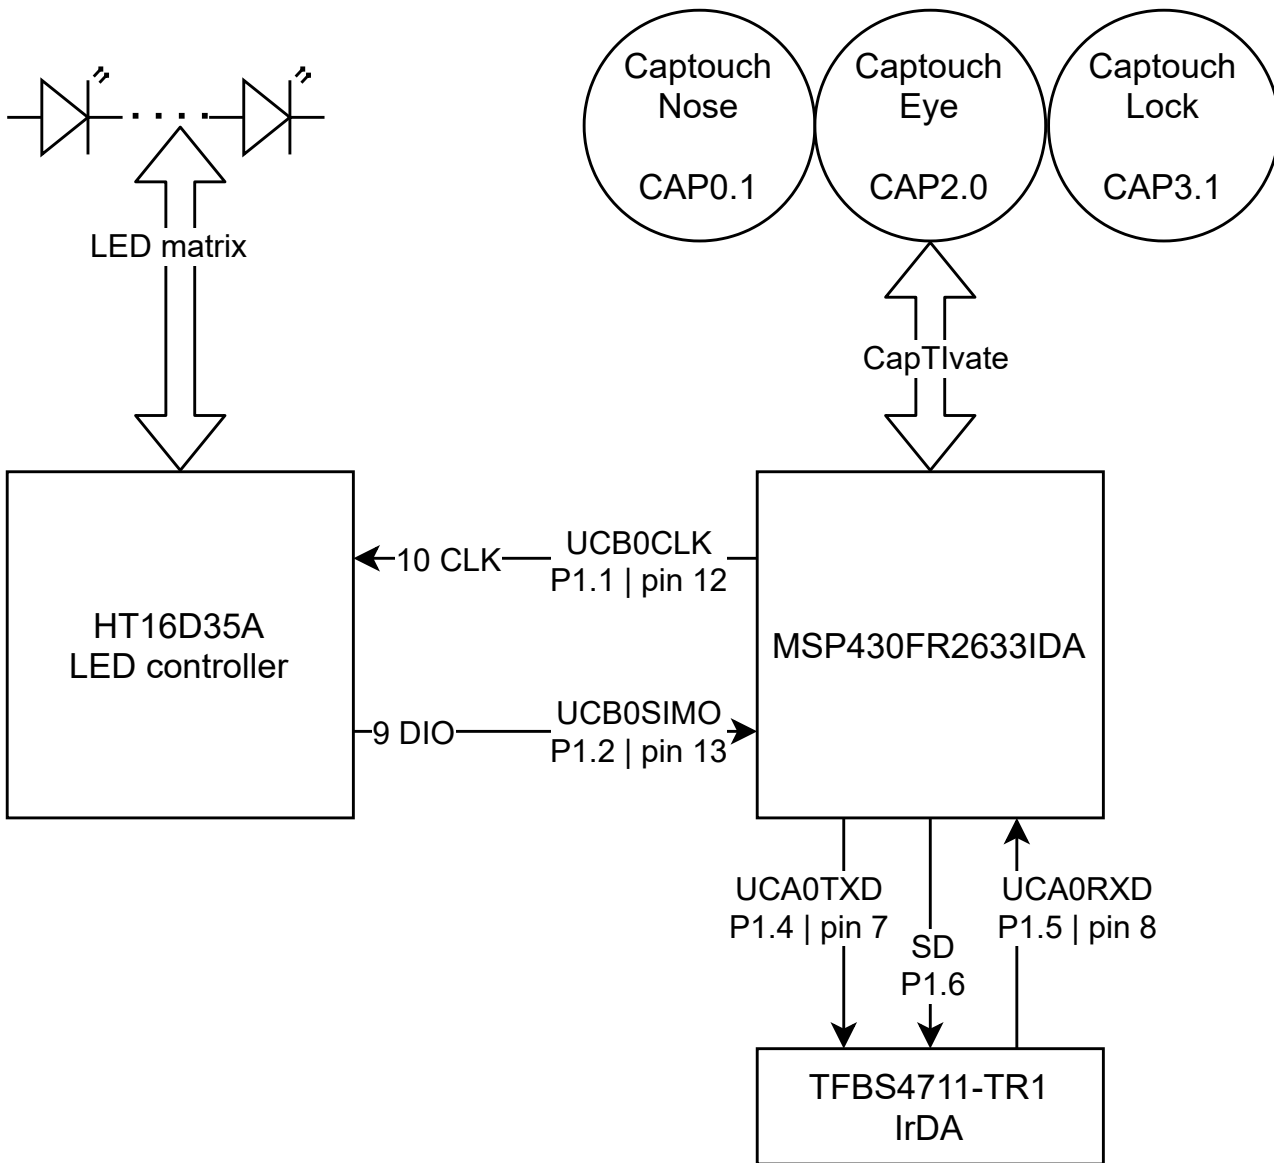 Captouch
Nose
CAP0.1
Captouch
Eye
CAP2.0
Captouch
Lock
CAP3.1
LED matrix
CapTIvate
HT16D35A
LED controller
10 CLK
UCB0CLK
P1.1 | pin 12
9 DIO
UCB0SIMO
P1.2 | pin 13
MSP430FR2633IDA
UCA0TXD
P1.4 | pin 7
SD
P1.6
UCA0RXD
P1.5 | pin 8
TFBS4711-TR1
IrDA